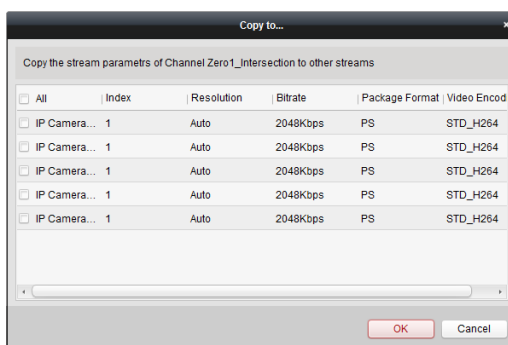 Copy to...
Copy the stream parametrs of Channel Zero1_Intersection to other streams
All Index Resolution Bitrate Package Format Video Encod
IP Camera... 1 Auto 2048Kbps PS STD_H264
IP Camera... 1 Auto 2048Kbps PS STD_H264
IP Camera... 1 Auto 2048Kbps PS STD_H264
IP Camera... 1 Auto 2048Kbps PS STD_H264
IP Camera... 1 Auto 2048Kbps PS STD_H264
OK Cancel